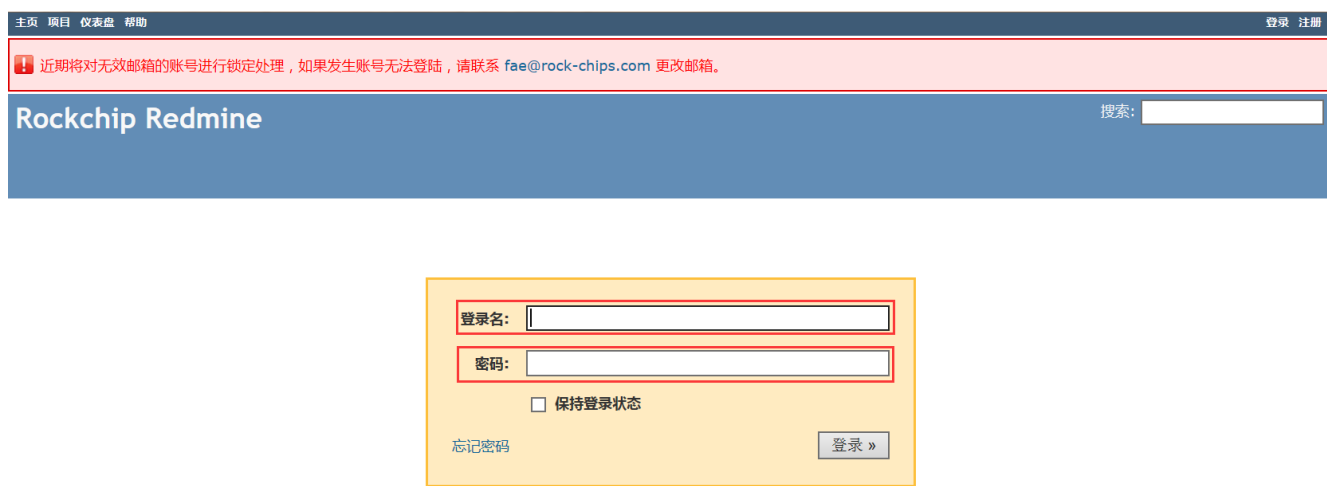 主页 项目 仪表盘 帮助 登录 注册
近期将对无效邮箱的账号进行锁定处理，如果发生账号无法登陆，请联系 fae@rock-chips.com 更改邮箱。
Rockchip Redmine 搜索:
登录名:
密码:
保持登录状态
忘记密码 登录 »